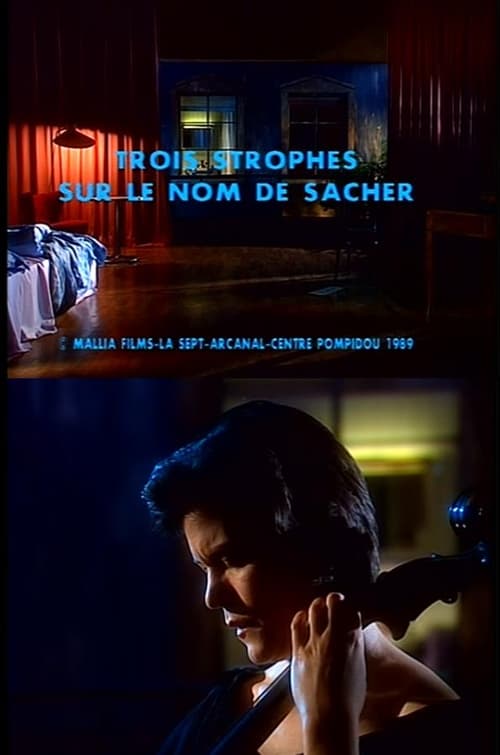 TROIS STROPHES
SUR LE NOM DE SACHER
MALLIA FILMS-LA SEPT-ARCANAL-CENTRE POMPIDOU 1989